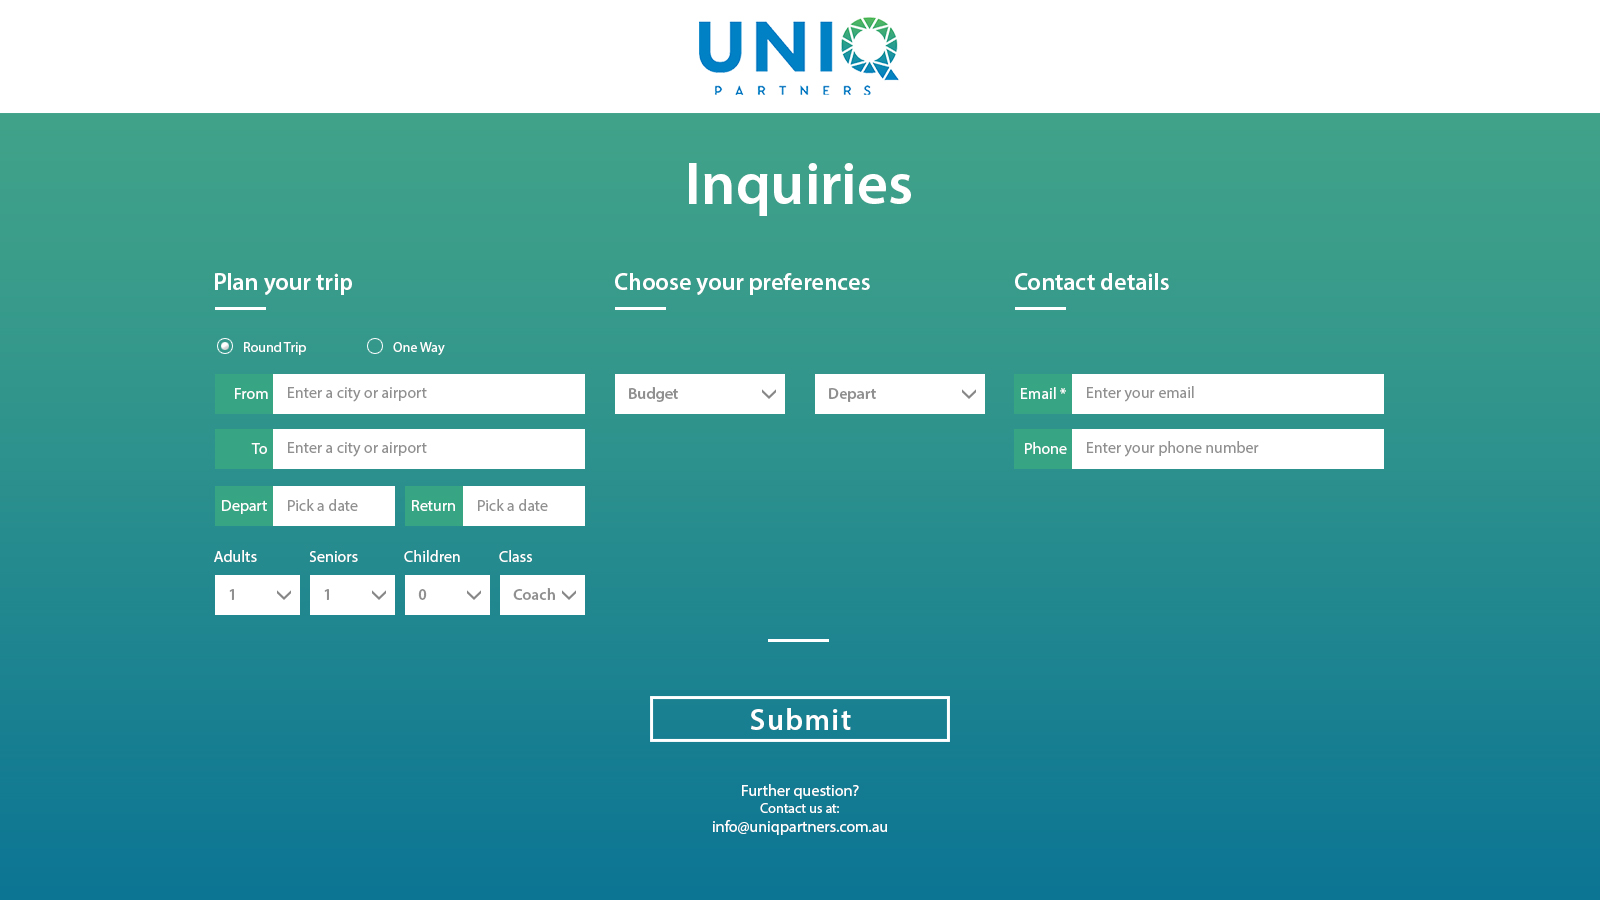 UNIQ
PARTNERS
Inquiries
Plan your trip
Round Trip One Way
From Enter a city or airport
To Enter a city or airport
Depart Pick a date Return Pick a date
Adults Seniors Children Class
1 1 0 Coach
Choose your preferences
Budget Depart
Contact details
Email * Enter your email
Phone Enter your phone number
Submit
Further question?
Contact us at:
info@uniqpartners.com.au